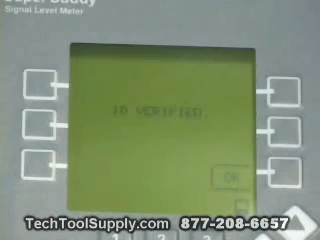 Super Buddy
Signal Level Meter
ID VERIFIED.
OK
TechToolSupply.com 877-208-6657